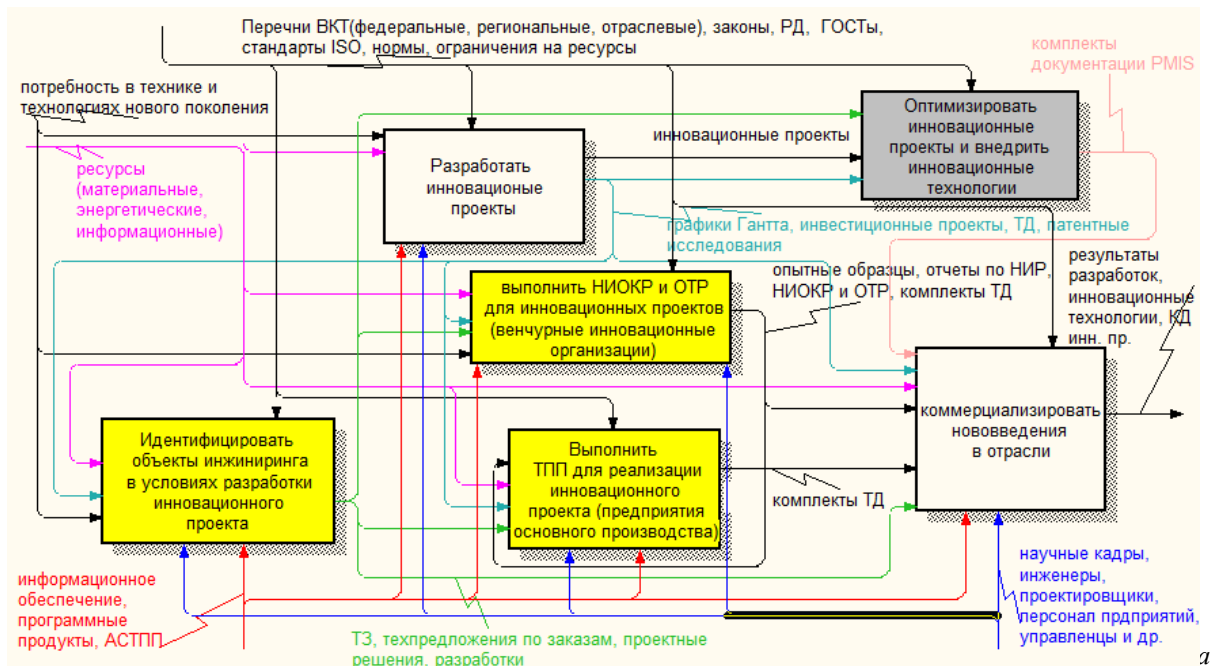 Перечни ВКТ(федеральные, региональные, отраслевые), законы, РД, ГОСТы,
стандарты ISO, нормы, ограничения на ресурсы
комплекты
документации PMIS
потребность в технике и
технологиях нового поколения
Оптимизировать
инновационные
проекты и внедрить
инновационные
технологии
инновационные проекты
Разработать
инновационые
проекты
ресурсы
(материальные,
энергетические,
информационные)
графики Гантта, инвестиционные проекты, ТД, патентные
исследования
опытные образцы, отчеты по НИР,
НИОКР и ОТР, комплекты ТД
результаты
разработок,
инновационные
технологии, КД
инн. пр.
выполнить НИОКР и ОТР
для инновационных проектов
(венчурные инновационные
организации)
коммерциализировать
нововведения
в отрасли
Идентифицировать
объекты инжиниринга
в условиях разработки
инновационного
проекта
Выполнить
ТПП для реализации
инновационного
проекта (предприятия
основного производства)
комплекты ТД
информационное
обеспечение,
программные
продукты, АСТПП
ТЗ, техпредложения по заказам, проектные
решения, разработки
научные кадры,
инженеры,
проектировщики,
персонал прдприятий,
управленцы и др.
а